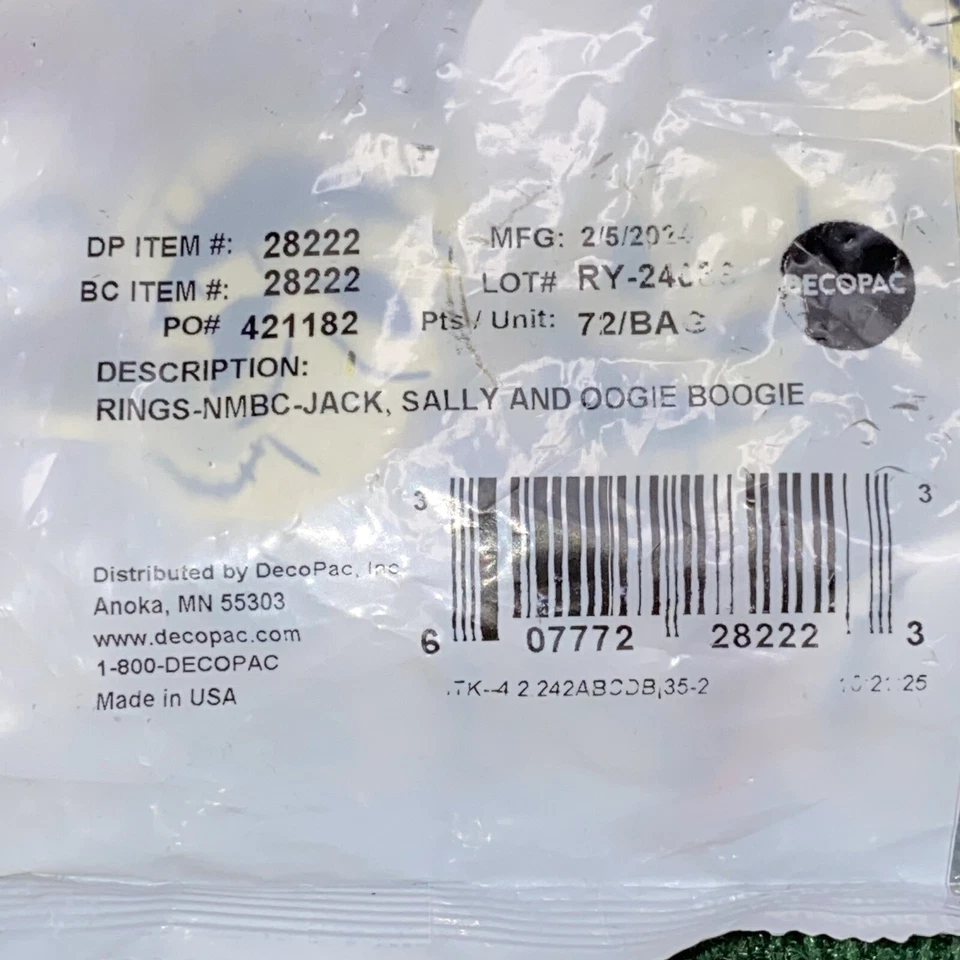 DP ITEM #: 28222
BC ITEM #: 28222
PO# 421182
MFG: 2/5/2024
LOT#
Pts / Unit: 72/BAG
DECOPAC
DESCRIPTION:
RINGS-NMBC-JACK, SALLY AND OOGIE BOOGIE
3 3
6 07772 28222 3
Distributed by DecoPac, Inc
Anoka, MN 55303
www.decopac.com
1-800-DECOPAC
Made in USA